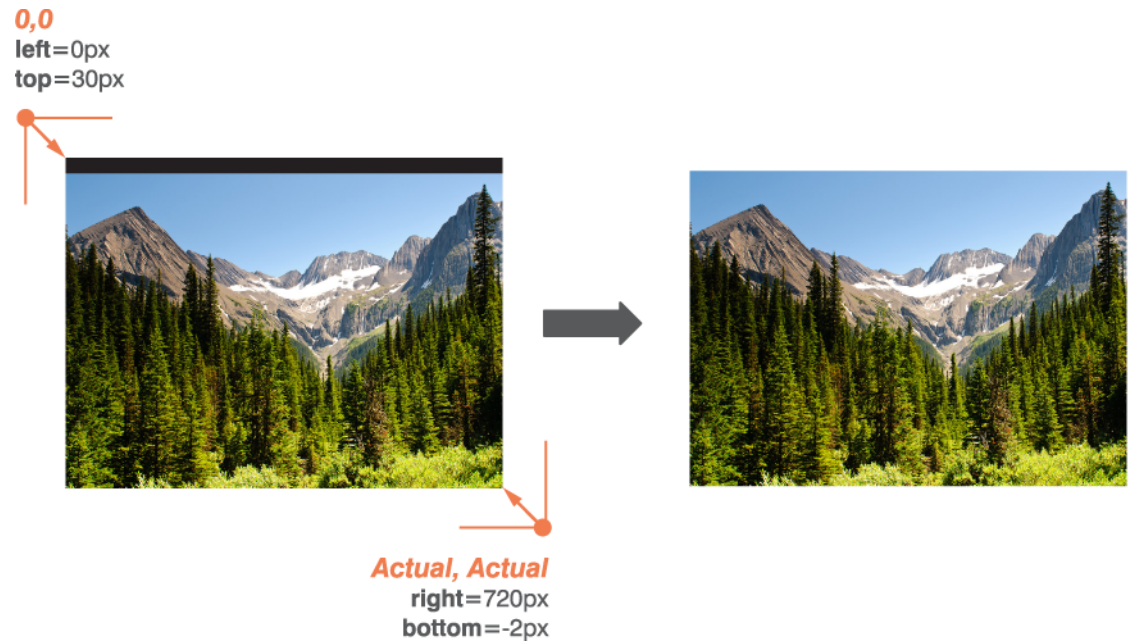 0,0
left=0px
top=30px
Actual, Actual
right=720px
bottom=-2px